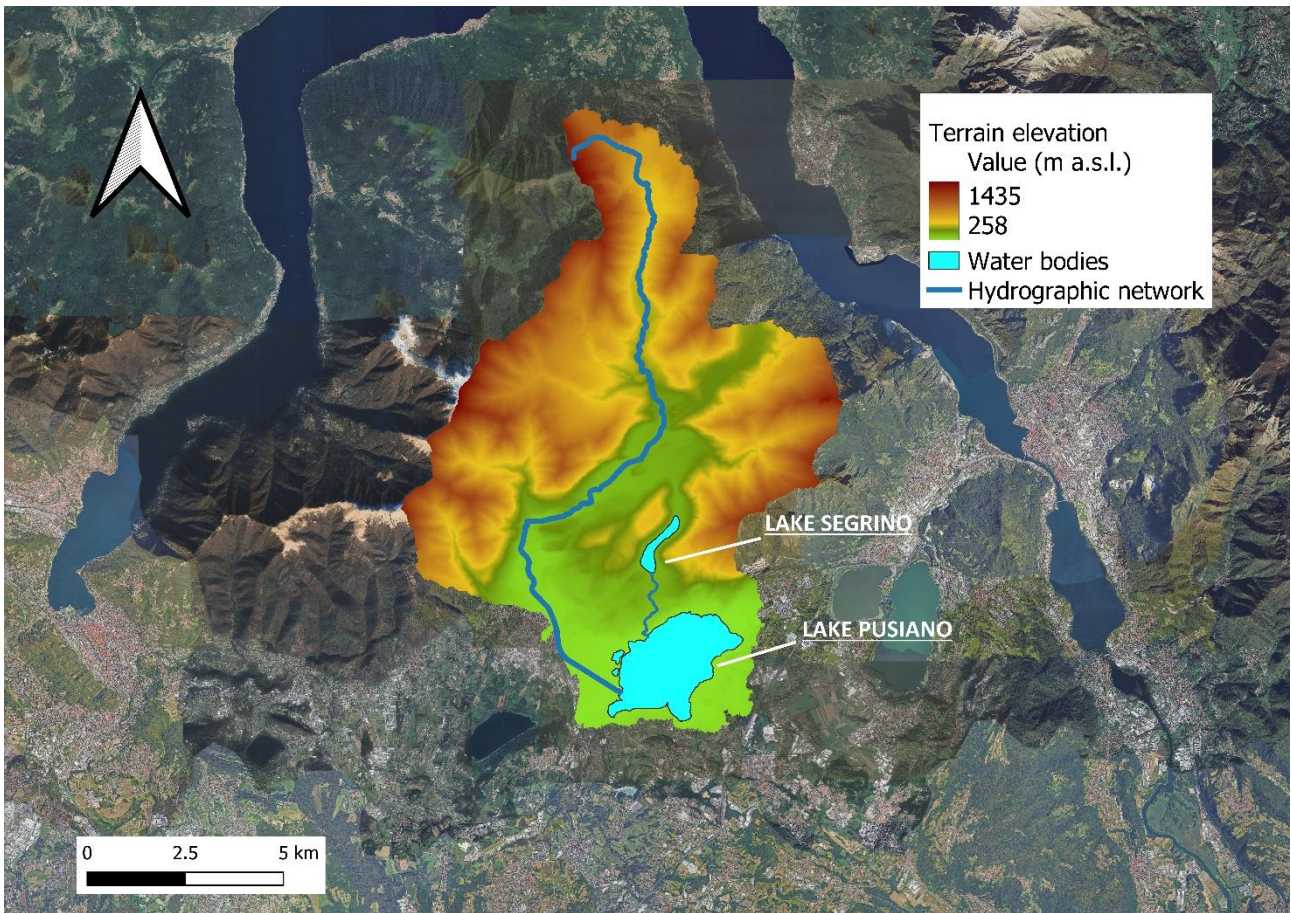 Terrain elevation
Value (m a.s.l.)
1435
258
Water bodies
Hydrographic network
LAKE SEGRINO
LAKE PUSIANO
0 2.5 5 km